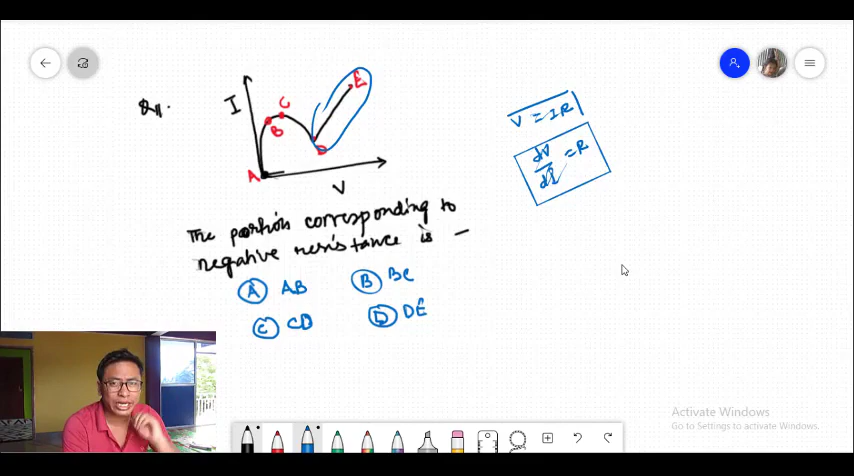 Q4.
I
A
B
C
D
E
V
The portion corresponding to
negative resistance is —
(A) AB
(B) BC
(C) CD
(D) DE
V = IR
dV/dI = R
Activate Windows
Go to Settings to activate Windows.